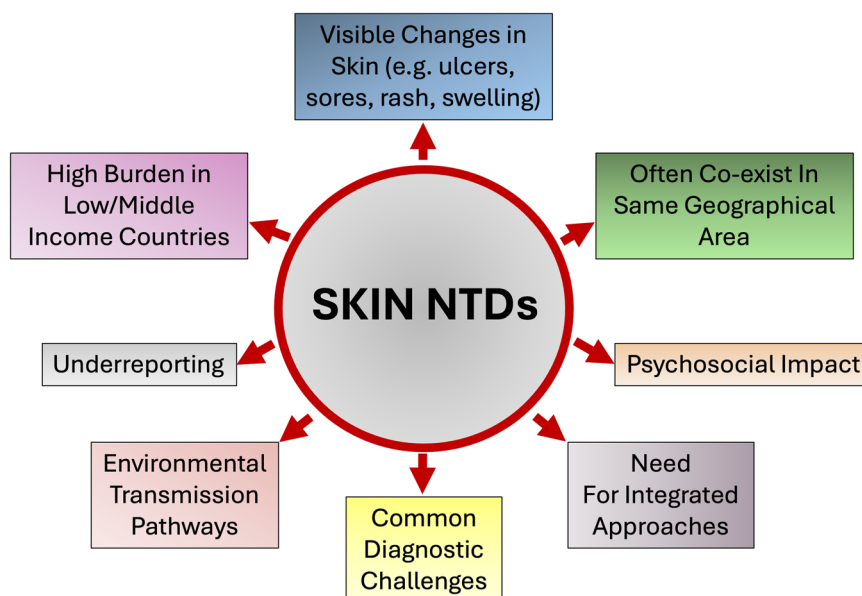 Visible Changes in
Skin (e.g. ulcers,
sores, rash, swelling)
High Burden in
Low/Middle
Income Countries
Often Co-exist In
Same Geographical
Area
SKIN NTDs
Underreporting
Psychosocial Impact
Environmental
Transmission
Pathways
Need
For Integrated
Approaches
Common
Diagnostic
Challenges